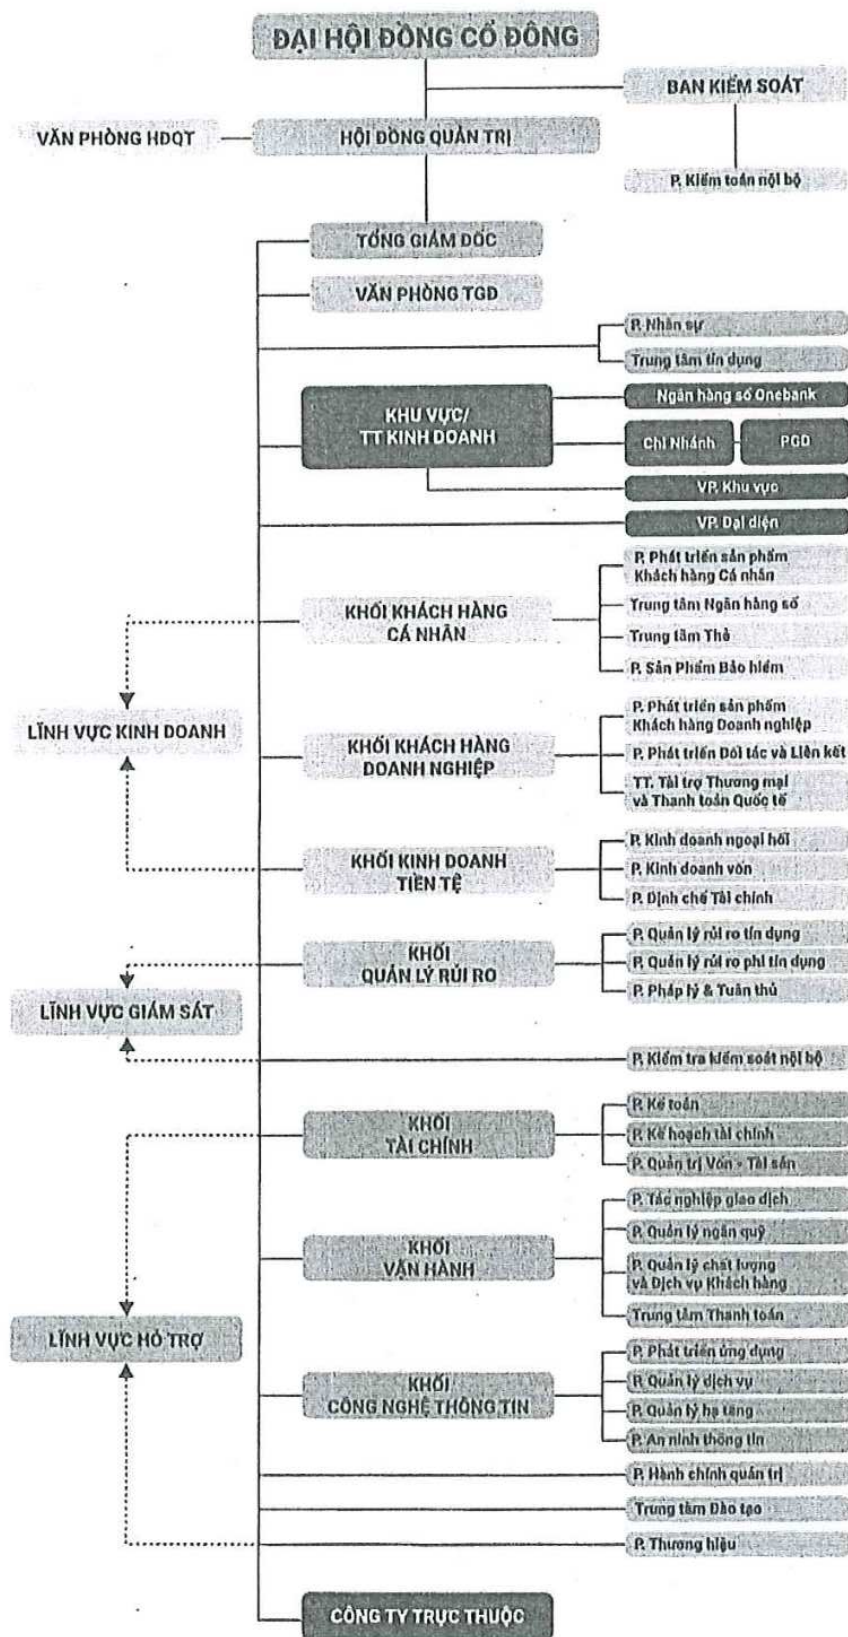 ĐẠI HỘI ĐỒNG CỔ ĐÔNG
BAN KIỂM SOÁT
VĂN PHÒNG HĐQT
HỘI ĐỒNG QUẢN TRỊ
P. Kiểm toán nội bộ
TỔNG GIÁM ĐỐC
VĂN PHÒNG TGĐ
P. Nhân sự
Trung tâm tín dụng
KHU VỰC/
TT KINH DOANH
Ngân hàng số Onebank
Chi Nhánh
PGD
VP. Khu vực
VP. Đại diện
KHỐI KHÁCH HÀNG
CÁ NHÂN
P. Phát triển sản phẩm
Khách hàng Cá nhân
Trung tâm Ngân hàng số
Trung tâm Thẻ
P. Sản Phẩm Bảo hiểm
LĨNH VỰC KINH DOANH
KHỐI KHÁCH HÀNG
DOANH NGHIỆP
P. Phát triển sản phẩm
Khách hàng Doanh nghiệp
P. Phát triển Đối tác và Liên kết
TT. Tài trợ Thương mại
và Thanh toán Quốc tế
KHỐI KINH DOANH
TIỀN TỆ
P. Kinh doanh ngoại hối
P. Kinh doanh vốn
P. Định chế Tài chính
KHỐI
QUẢN LÝ RỦI RO
P. Quản lý rủi ro tín dụng
P. Quản lý rủi ro phi tín dụng
P. Pháp lý & Tuân thủ
LĨNH VỰC GIÁM SÁT
P. Kiểm tra kiểm soát nội bộ
KHỐI
TÀI CHÍNH
P. Kế toán
P. Kế hoạch tài chính
P. Quản trị Vốn - Tài sản
KHỐI
VẬN HÀNH
P. Tác nghiệp giao dịch
P. Quản lý ngân quỹ
P. Quản lý chất lượng
và Dịch vụ Khách hàng
Trung tâm Thanh toán
LĨNH VỰC HỖ TRỢ
KHỐI
CÔNG NGHỆ THÔNG TIN
P. Phát triển ứng dụng
P. Quản lý dịch vụ
P. Quản lý hạ tầng
P. An ninh thông tin
P. Hành chính quản trị
Trung tâm Đào tạo
P. Thương hiệu
CÔNG TY TRỰC THUỘC